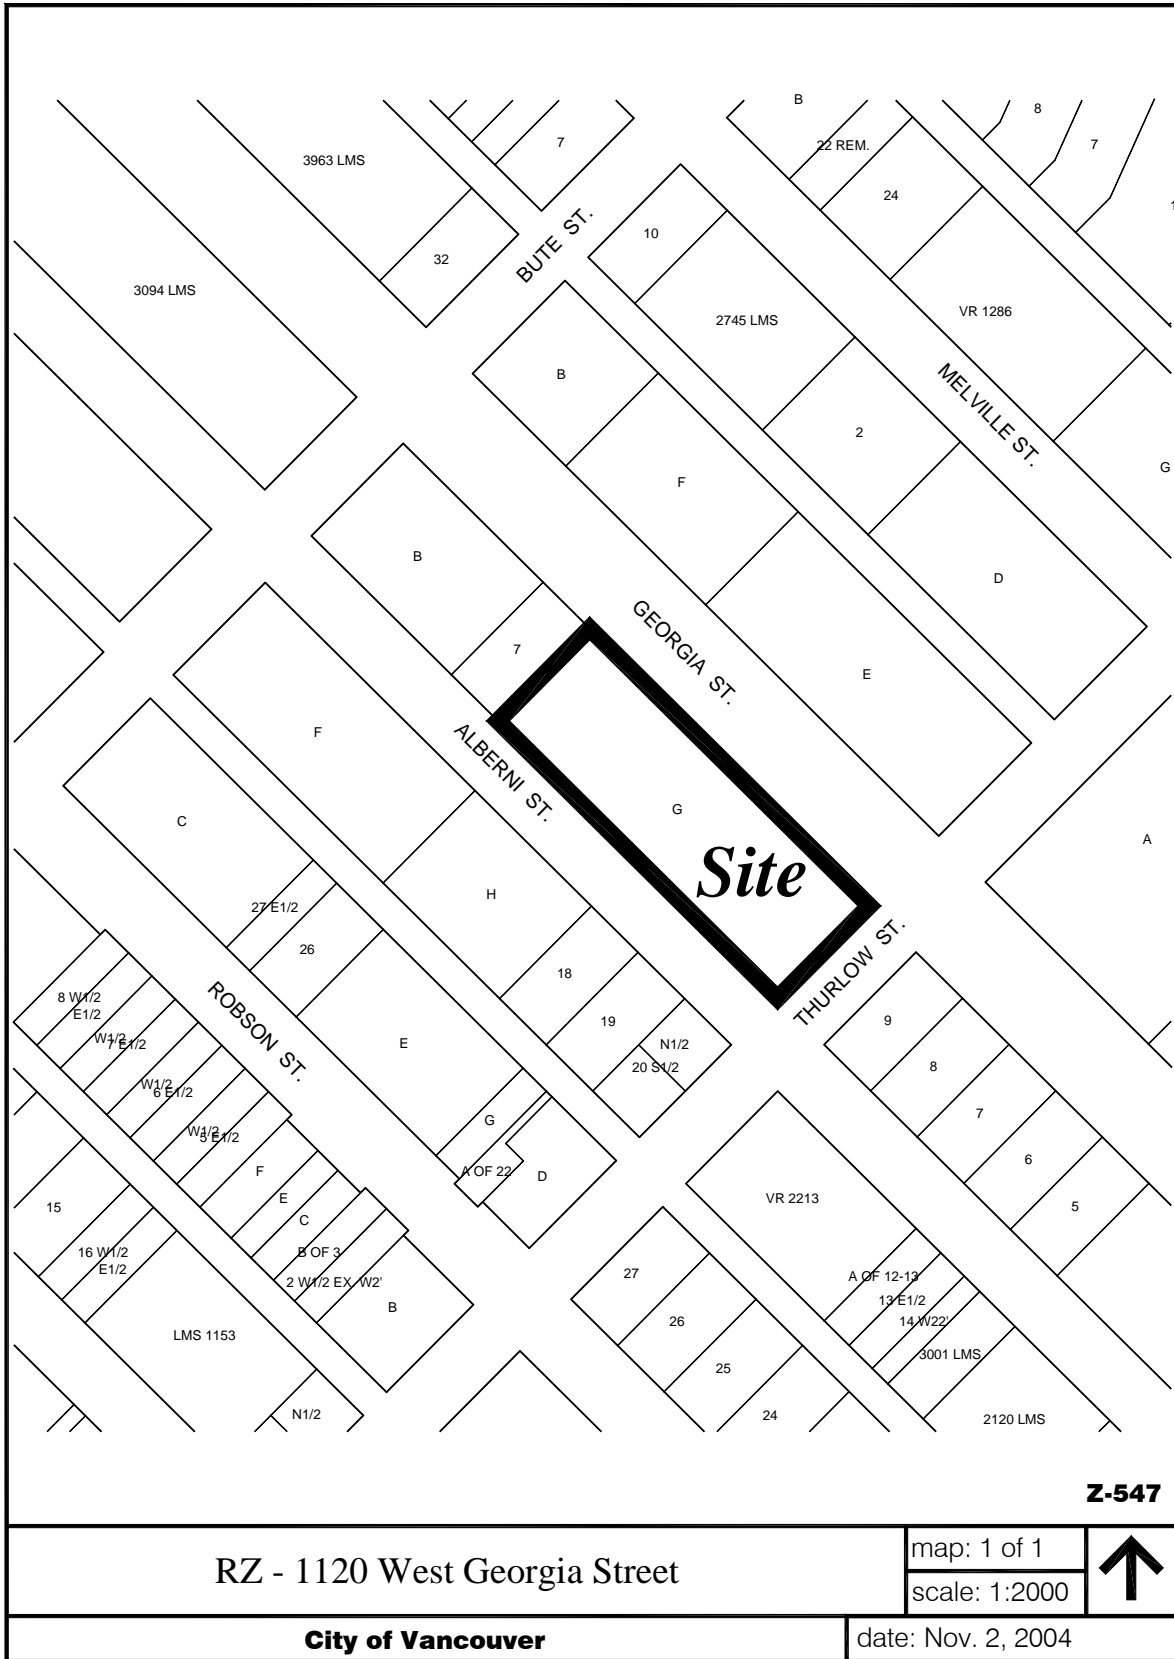 B
8
3963 LMS
7
22 REM.
7
24
10
BUTE ST.
32
3094 LMS
VR 1286
2745 LMS
B
MELVILLE ST.
2
G
F
B
D
GEORGIA ST.
7
E
F
ALBERNI ST.
G
C
A
Site
H
27 E1/2
26
THURLOW ST.
18
8 W1/2
E1/2
ROBSON ST.
19
9
W1/2
7 E1/2
E
N1/2
20 S1/2
8
W1/2
6 E1/2
G
7
W1/2
5 E1/2
F
A OF 22
D
6
E
VR 2213
15
C
5
16 W1/2
E1/2
B OF 3
2 W1/2 EX. W2'
27
A OF 12-13
B
13 E1/2
26
14 W22'
LMS 1153
3001 LMS
25
N1/2
24
2120 LMS
Z-547
RZ - 1120 West Georgia Street
map: 1 of 1
scale: 1:2000
City of Vancouver
date: Nov. 2, 2004